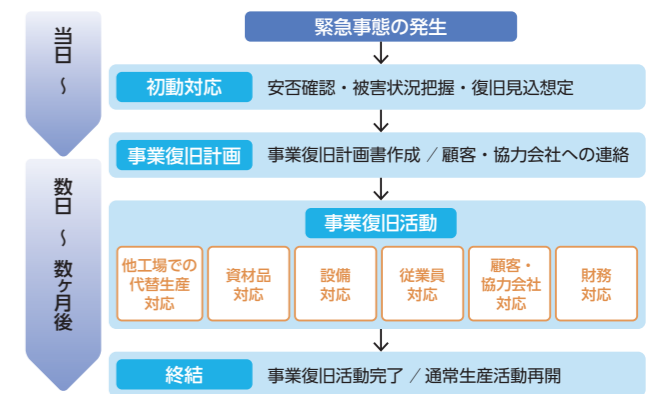 当日～
緊急事態の発生
初動対応 安否確認・被害状況把握・復旧見込想定
事業復旧計画 事業復旧計画書作成 / 顧客・協力会社への連絡
数日～数ヶ月後
事業復旧活動
他工場での
代替生産
対応
資材品
対応
設備
対応
従業員
対応
顧客・
協力会社
対応
財務
対応
終結 事業復旧活動完了 / 通常生産活動再開